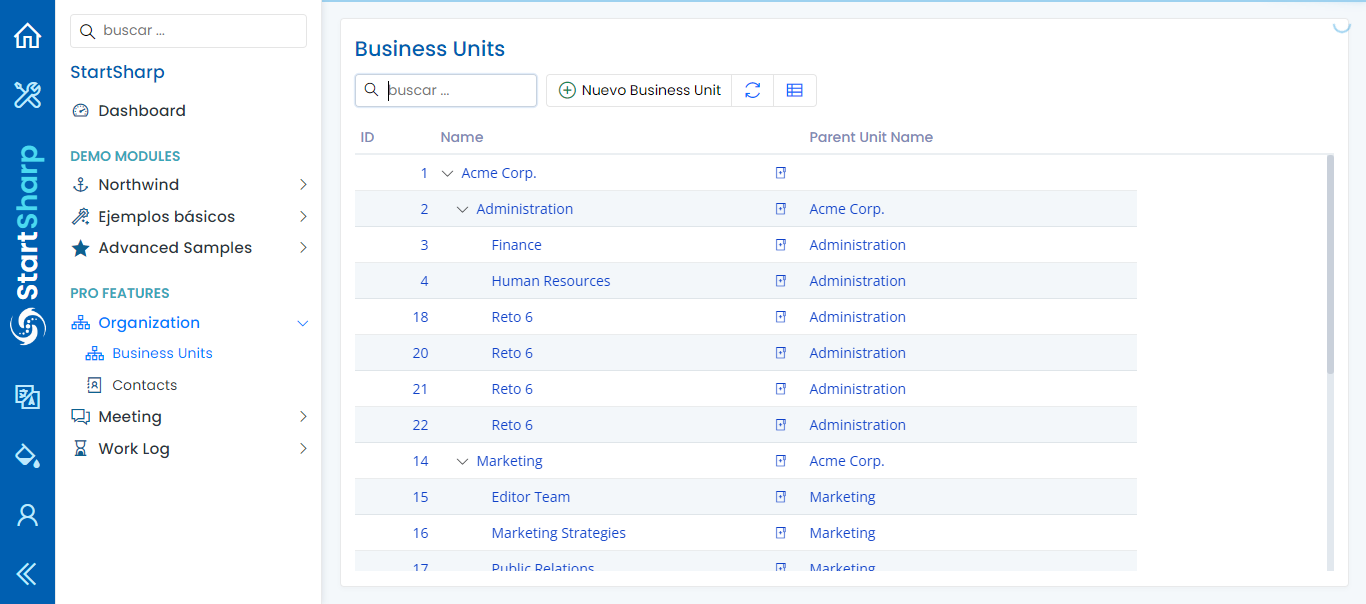 StartSharp
buscar ...
StartSharp
Dashboard
DEMO MODULES
Northwind
Ejemplos básicos
Advanced Samples
PRO FEATURES
Organization
Business Units
Contacts
Meeting
Work Log
Business Units
buscar ... Nuevo Business Unit
ID Name Parent Unit Name
1 Acme Corp.
2 Administration Acme Corp.
3 Finance Administration
4 Human Resources Administration
18 Reto 6 Administration
20 Reto 6 Administration
21 Reto 6 Administration
22 Reto 6 Administration
14 Marketing Acme Corp.
15 Editor Team Marketing
16 Marketing Strategies Marketing
17 Public Relations Marketing